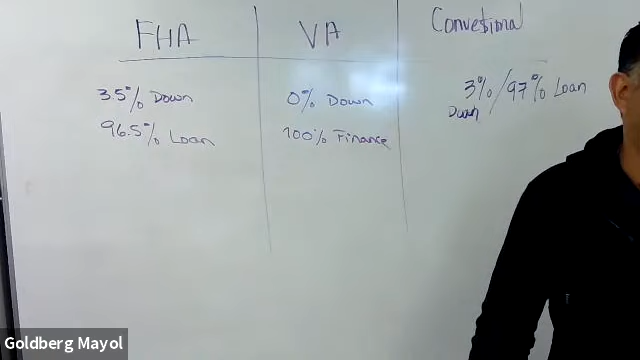 FHA
VA
Conventional
3.5% Down
96.5% Loan
0% Down
100% Finance
3% / 97% Loan
Down
Goldberg Mayol